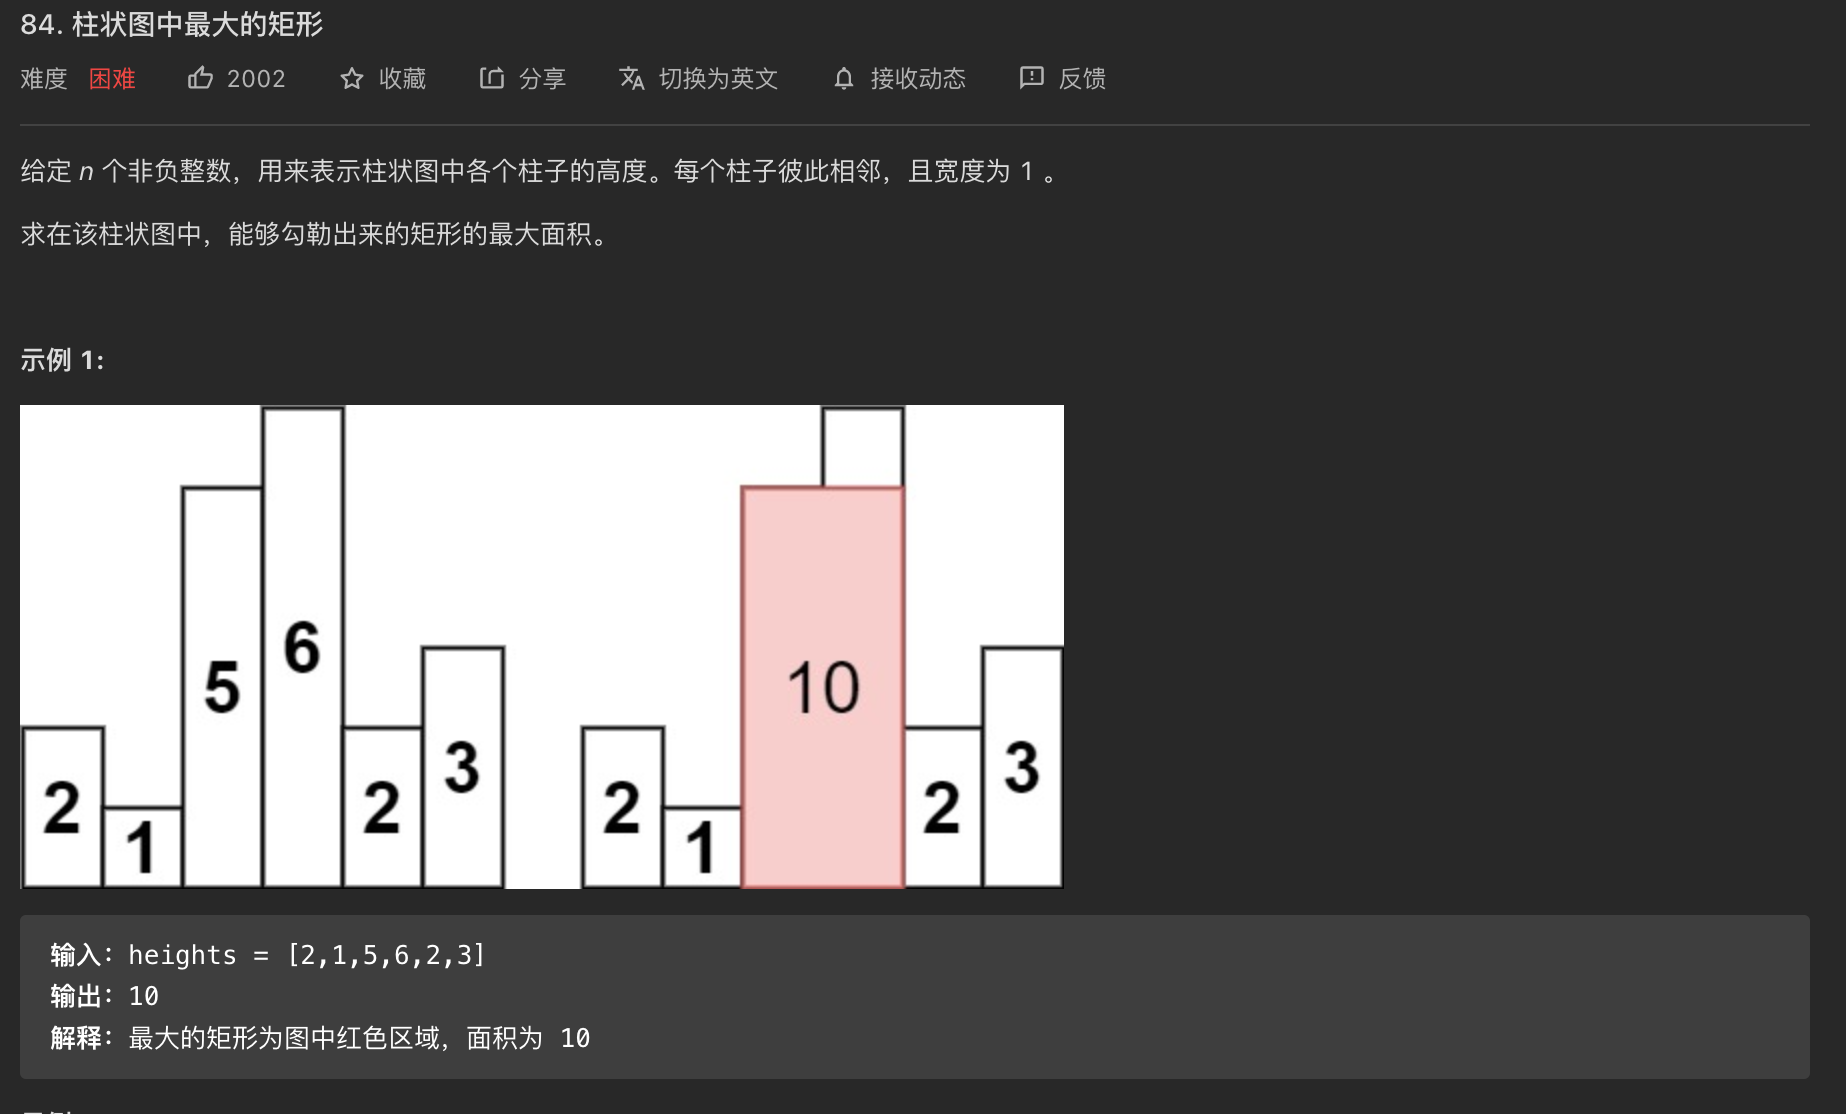 84. 柱状图中最大的矩形
难度 困难 2002 收藏 分享 切换为英文 接收动态 反馈
给定 n 个非负整数，用来表示柱状图中各个柱子的高度。每个柱子彼此相邻，且宽度为 1 。
求在该柱状图中，能够勾勒出来的矩形的最大面积。
示例 1:
2 1 5 6 2 3 2 1 10 2 3
输入：heights = [2,1,5,6,2,3]
输出：10
解释：最大的矩形为图中红色区域，面积为 10